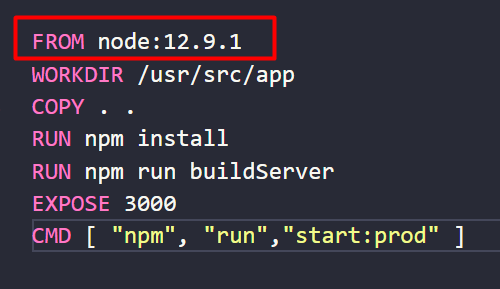 FROM node:12.9.1
WORKDIR /usr/src/app
COPY . .
RUN npm install
RUN npm run buildServer
EXPOSE 3000
CMD [ "npm", "run","start:prod" ]